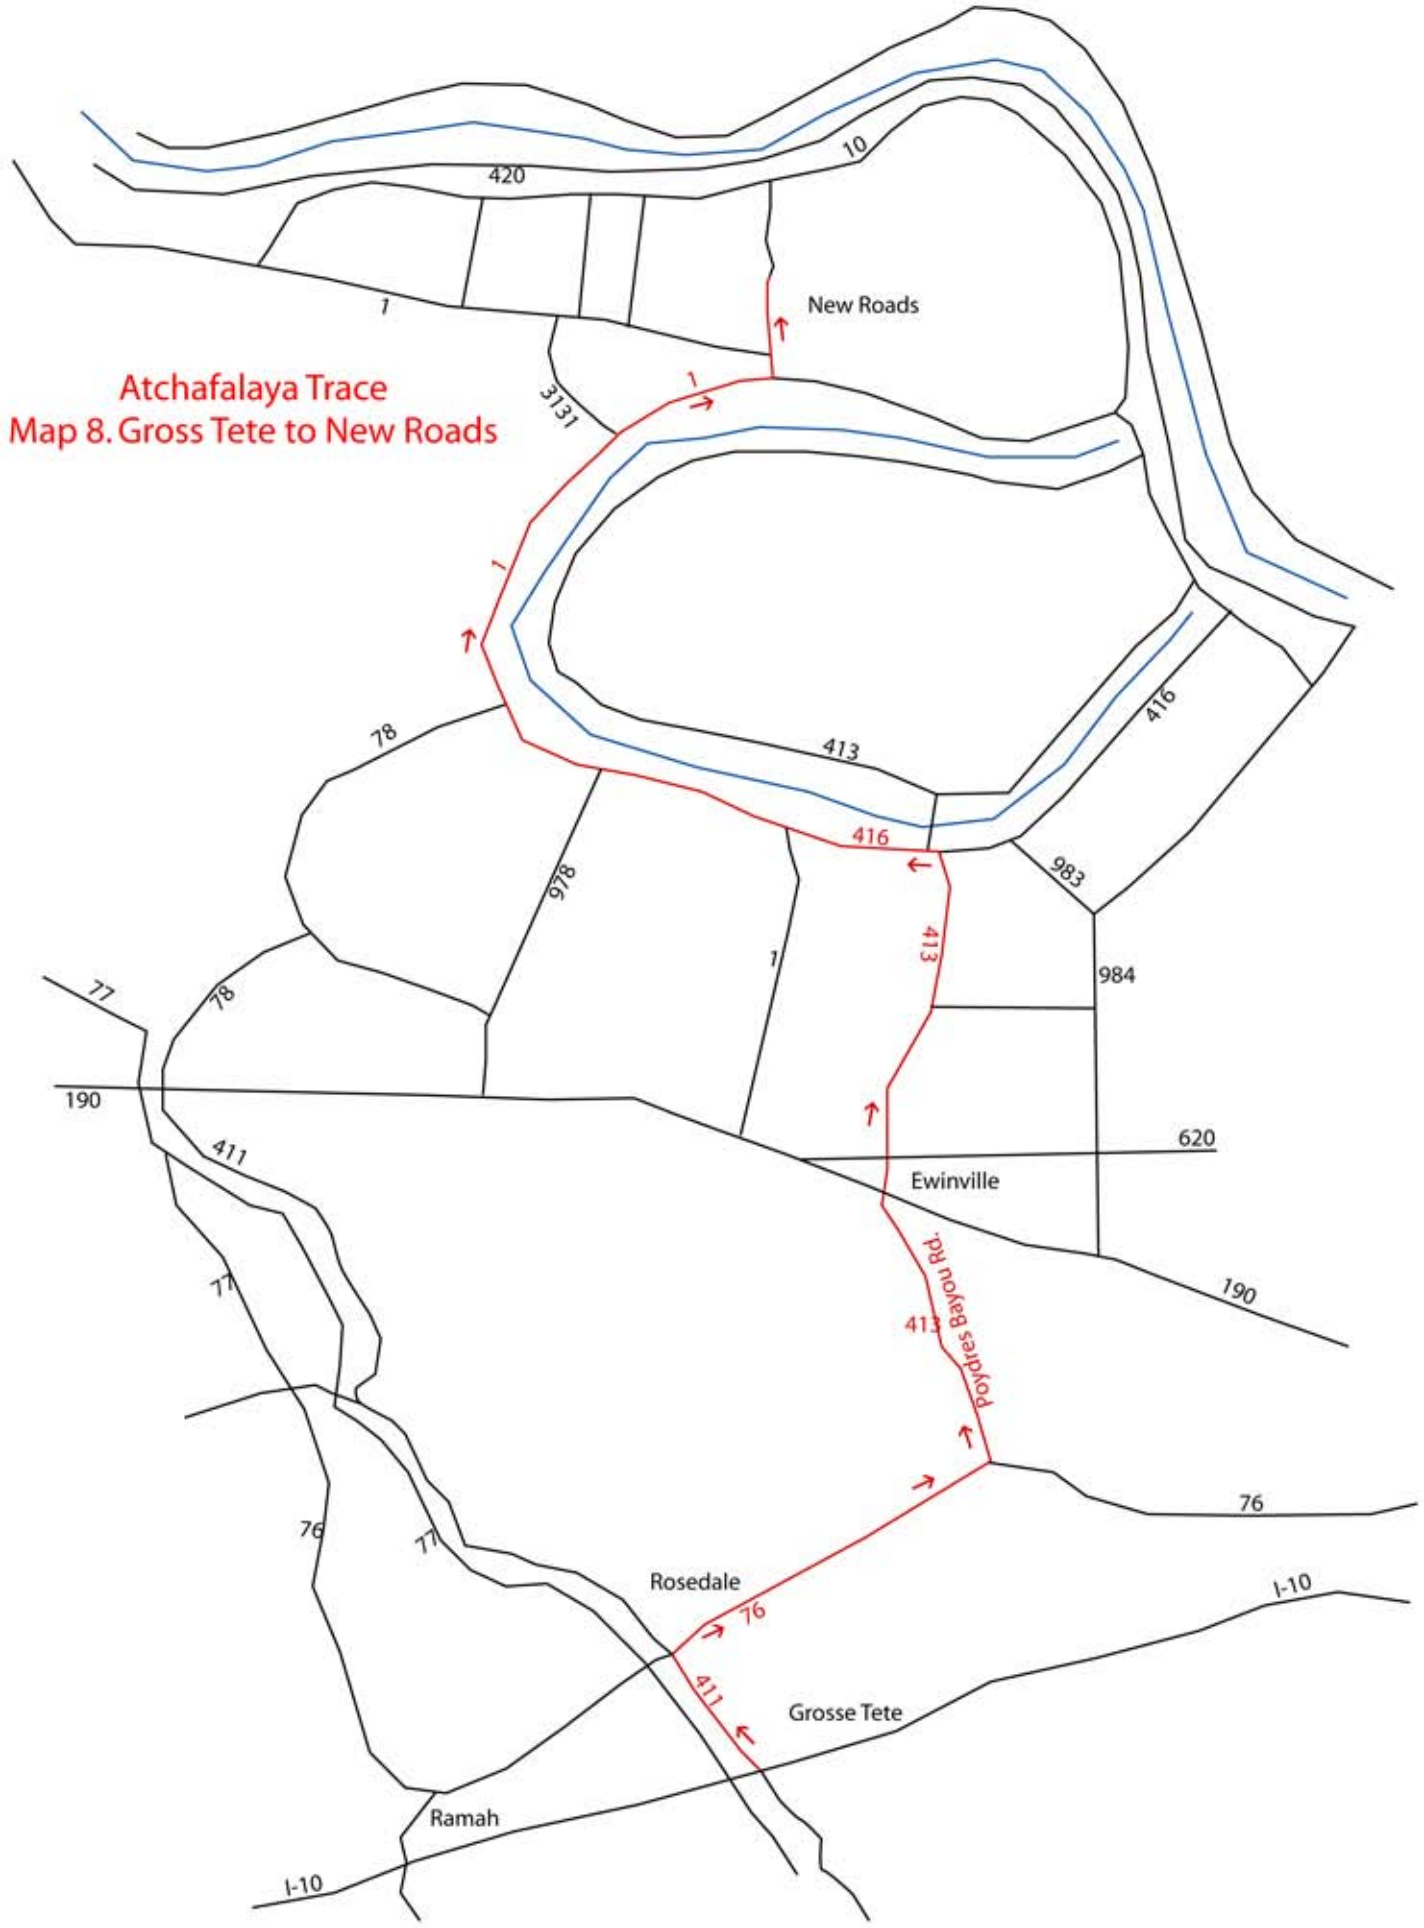 10
420
1
New Roads
Atchafalaya Trace
Map 8. Gross Tete to New Roads
1
3131
1
416
78
413
416
983
978
413
1
984
77
78
190
620
411
Ewinville
Poydres Bayou Rd.
77
190
413
76
76
77
Rosedale
I-10
76
411
Grosse Tete
Ramah
I-10